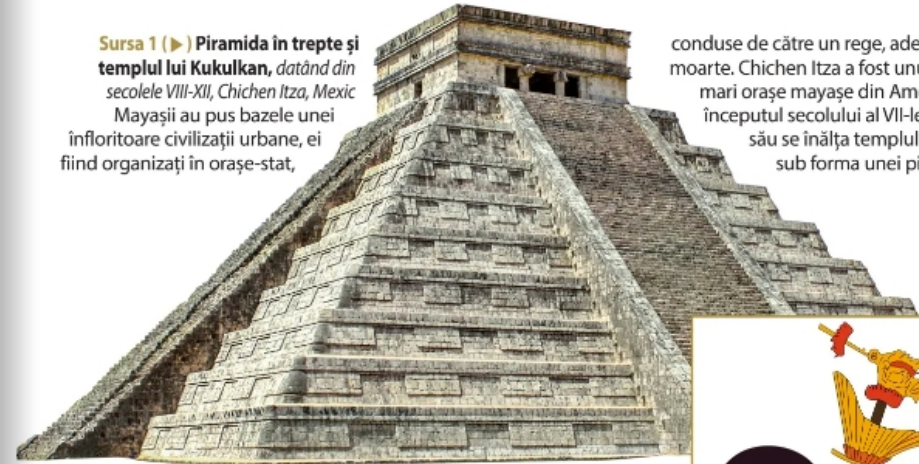 Sursa 1 (▶) Piramida în trepte și
templul lui Kukulkan, datând din
secolele VIII-XII, Chichen Itza, Mexic
Mayașii au pus bazele unei
înfloritoare civilizații urbane, ei
fiind organizați în orașe-stat,
conduse de către un rege, ade
moarte. Chichen Itza a fost unu
mari orașe mayașe din Am
începutul secolului al VII-le
său se înălța templul
sub forma unei pi